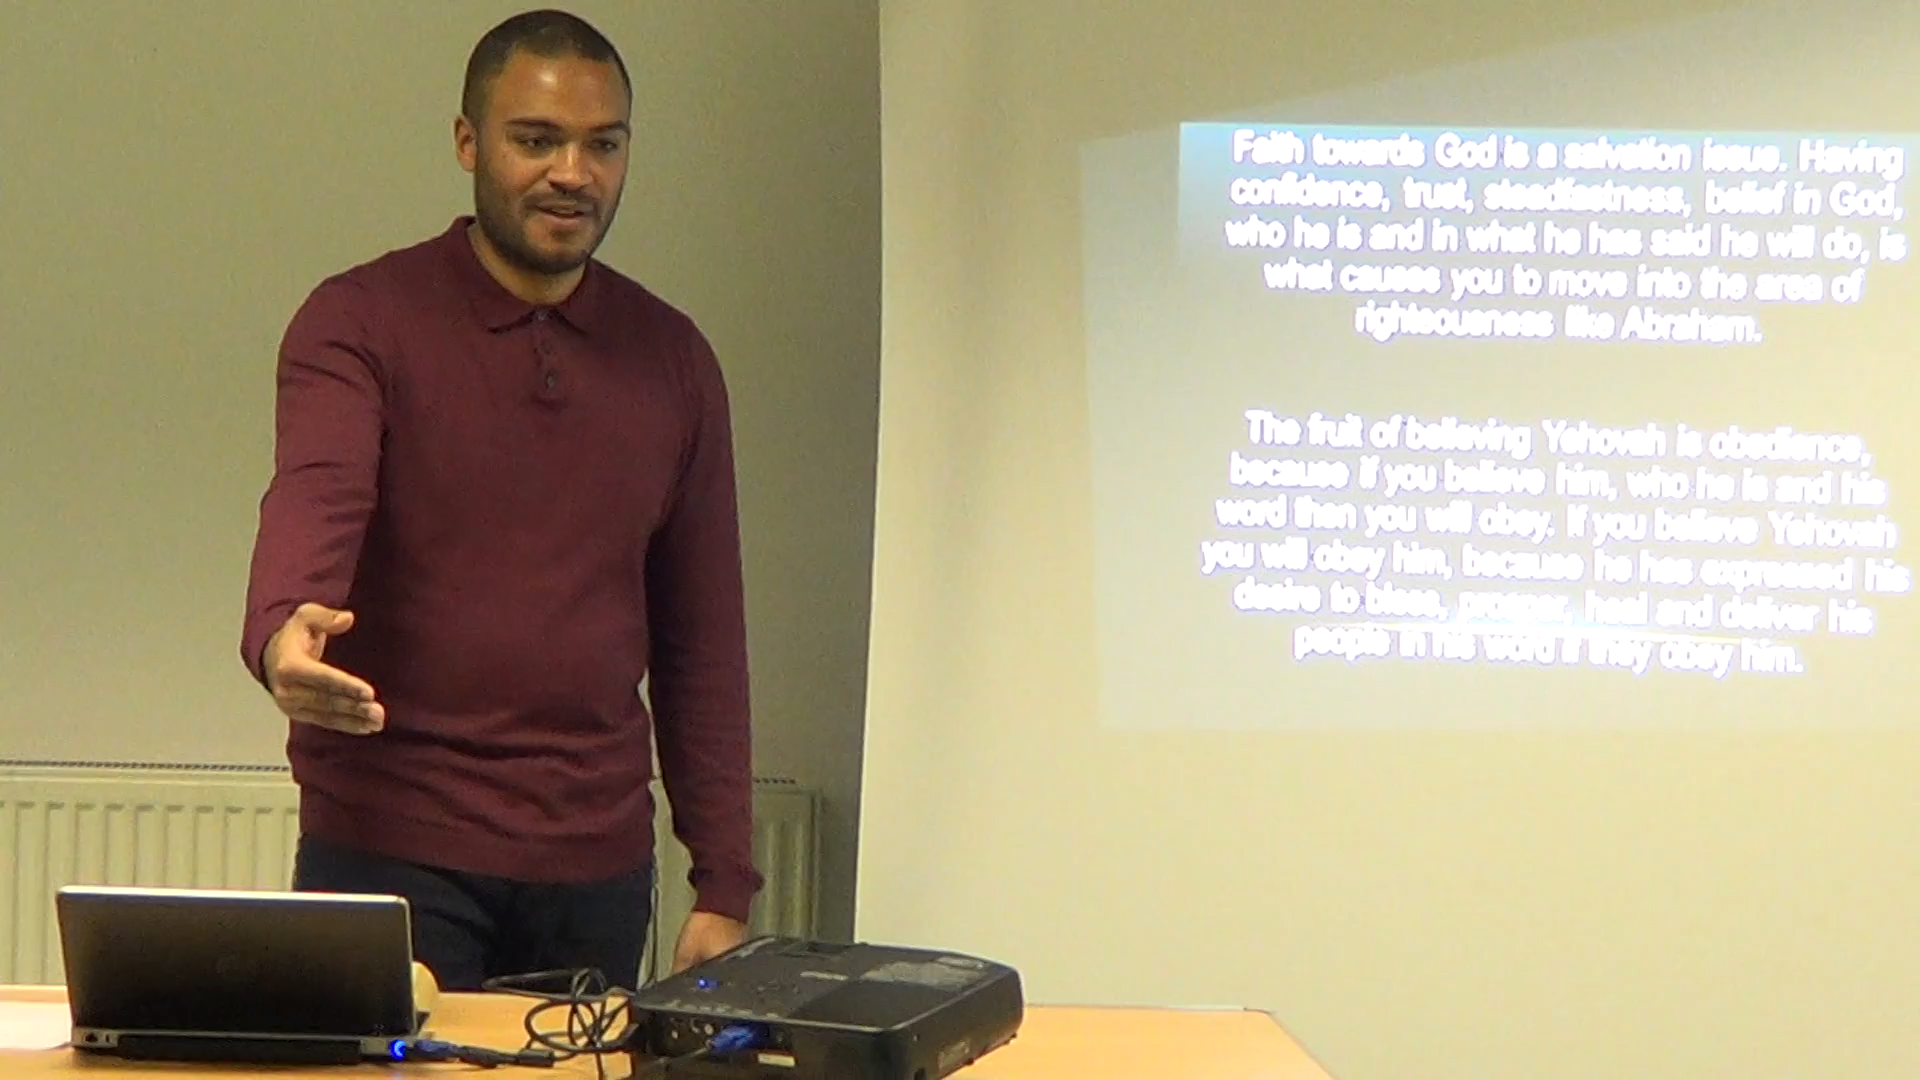 Faith towards God is a salvation issue. Having
confidence, trust, steadfastness, belief in God,
who he is and in what he has said he will do, is
what causes you to move into the area of
righteousness like Abraham.
The fruit of believing Yehovah is obedience,
because if you believe him, who he is and his
word then you will obey. If you believe Yehovah
you will obey him, because he has expressed his
desire to bless, prosper, heal and deliver his
people in his word if they obey him.